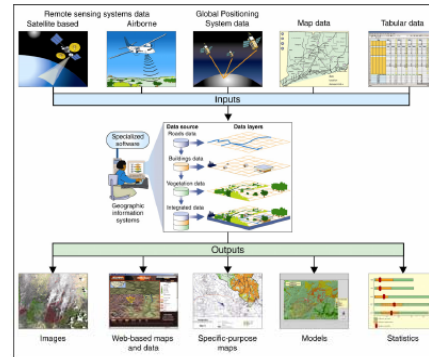 Remote sensing systems data
Satellite based
Airborne
Global Positioning
System data
Map data
Tabular data
Inputs
Specialized
software
Geographic
information
systems
Data source
Data layers
Roads data
Buildings data
Vegetation data
Integrated data
Outputs
Images
Web-based maps
and data
Specific-purpose
maps
Models
Statistics